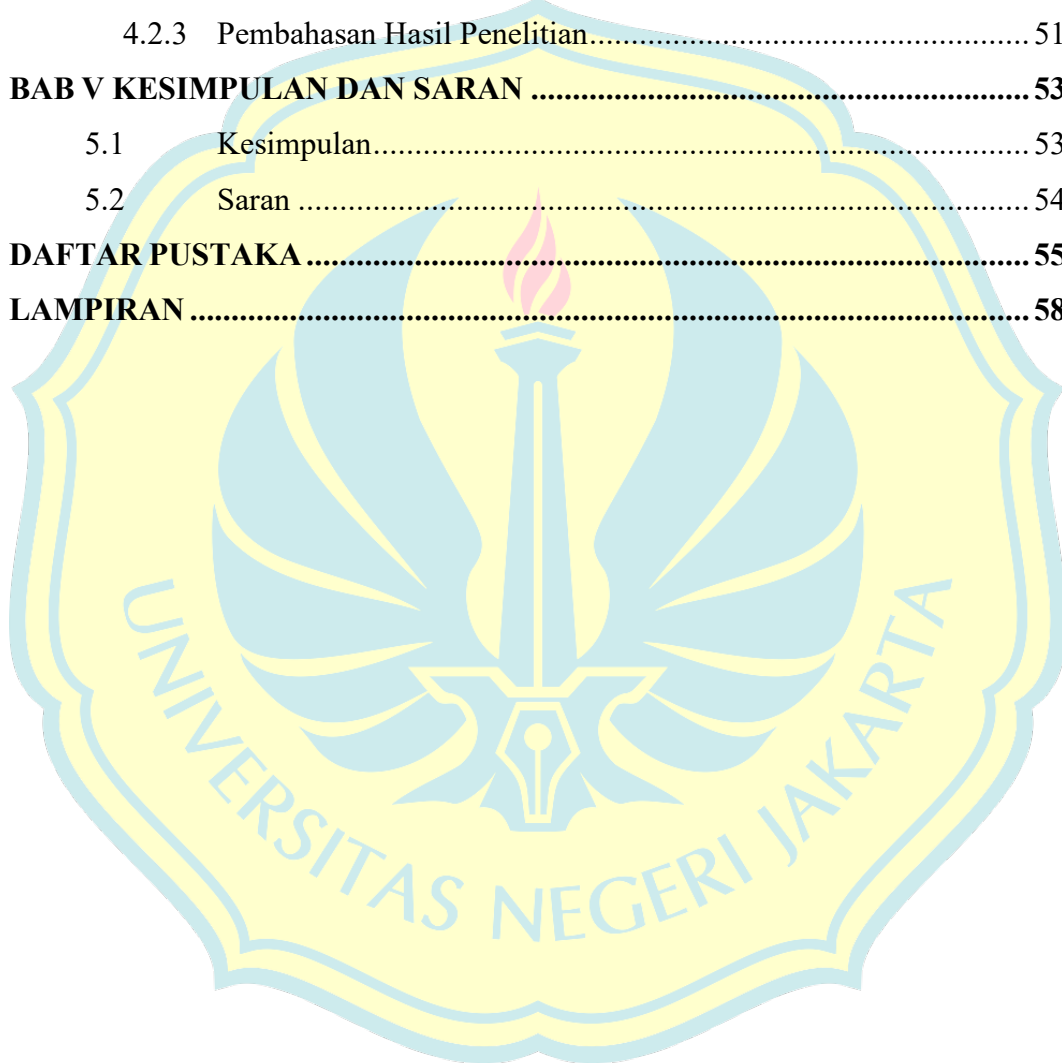 4.2.3 Pembahasan Hasil Penelitian.................................................... 51
BAB V KESIMPULAN DAN SARAN ........................................................... 53
5.1 Kesimpulan.............................................................................. 53
5.2 Saran ....................................................................................... 54
DAFTAR PUSTAKA ..................................................................................... 55
LAMPIRAN .................................................................................................... 58
UNIVERSITAS NEGERI JAKARTA